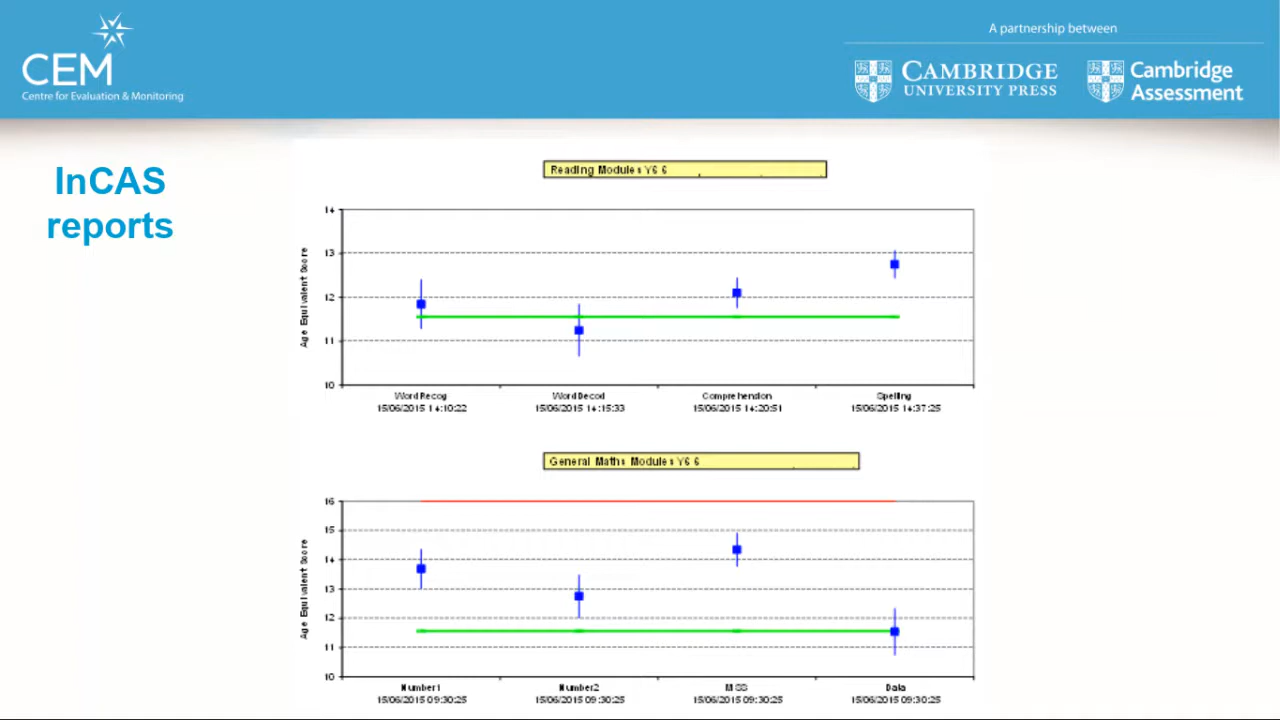 CEM
Centre for Evaluation & Monitoring
A partnership between
CAMBRIDGE
UNIVERSITY PRESS
Cambridge
Assessment
InCAS
reports
Reading Modules Y6 6
14
13
12
11
10
Age Equivalent Score
Word Recog
Word Decod
Comprehension
Spelling
15/06/2015 14:10:22
15/06/2015 14:15:33
15/06/2015 14:20:51
15/06/2015 14:37:25
General Maths Modules Y6 6
16
15
14
13
12
11
10
Age Equivalent Score
Number1
Number2
MSS
Data
15/06/2015 09:30:25
15/06/2015 09:30:25
15/06/2015 09:30:25
15/06/2015 09:30:25